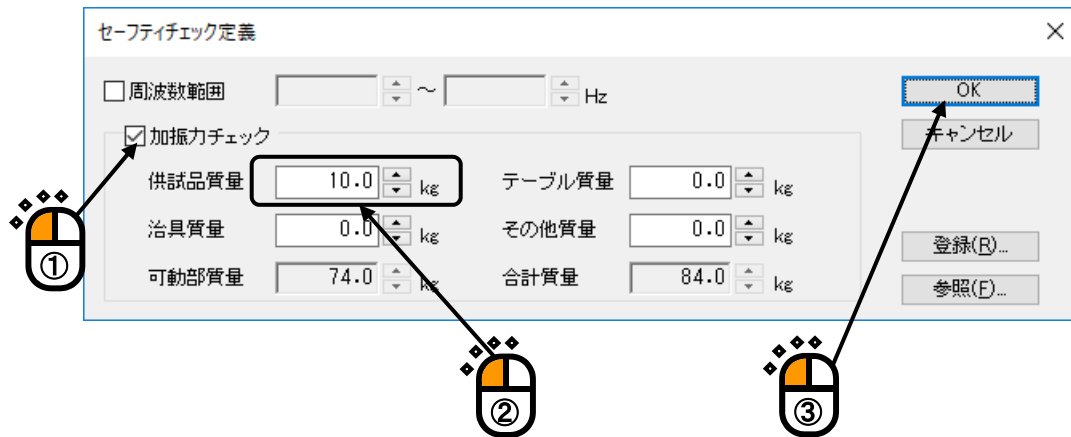 セーフティチェック定義
周波数範囲 ～ Hz
OK
加振力チェック
キャンセル
供試品質量 10.0 kg テーブル質量 0.0 kg
治具質量 0.0 kg その他質量 0.0 kg
登録(R)...
可動部質量 74.0 kg 合計質量 84.0 kg
参照(F)...
①
②
③